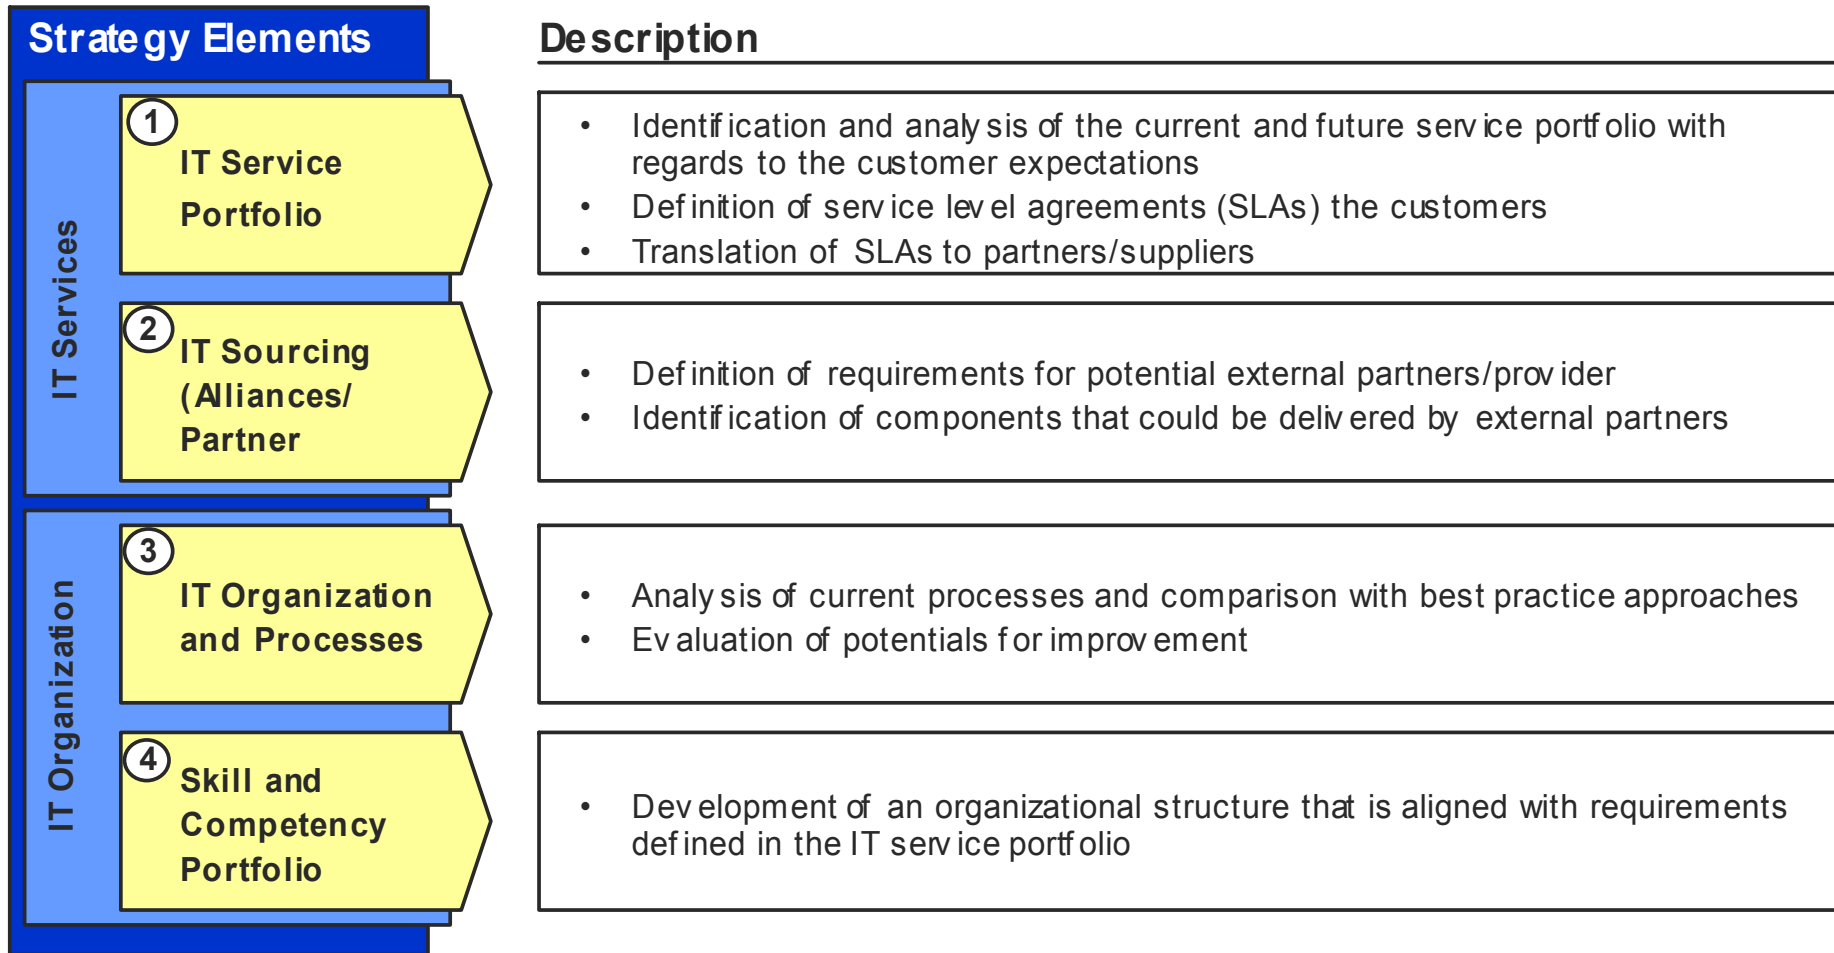 Strategy Elements
Description
IT Services
1
IT Service
Portfolio
• Identification and analysis of the current and future service portfolio with
regards to the customer expectations
• Definition of service level agreements (SLAs) the customers
• Translation of SLAs to partners/suppliers
2
IT Sourcing
(Alliances/
Partner
• Definition of requirements for potential external partners/provider
• Identification of components that could be delivered by external partners
IT Organization
3
IT Organization
and Processes
• Analysis of current processes and comparison with best practice approaches
• Evaluation of potentials for improvement
4
Skill and
Competency
Portfolio
• Development of an organizational structure that is aligned with requirements
defined in the IT service portfolio